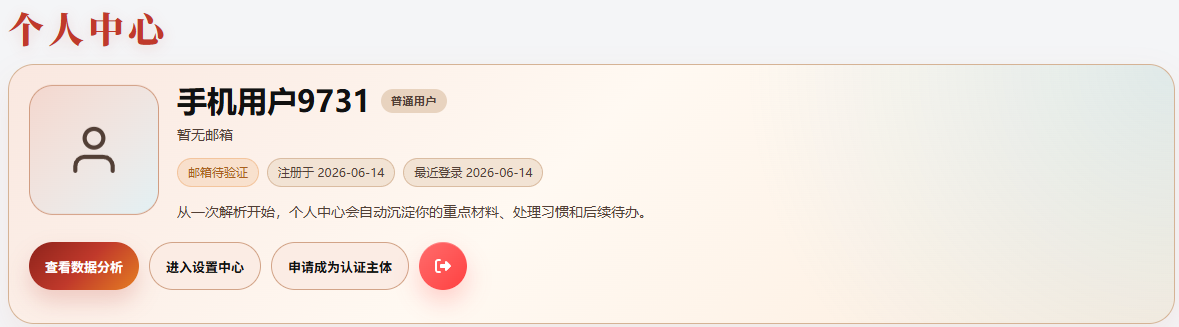 个人中心
手机用户9731 普通用户
暂无邮箱
邮箱待验证 注册于 2026-06-14 最近登录 2026-06-14
从一次解析开始，个人中心会自动沉淀你的重点材料、处理习惯和后续待办。
查看数据分析 进入设置中心 申请成为认证主体